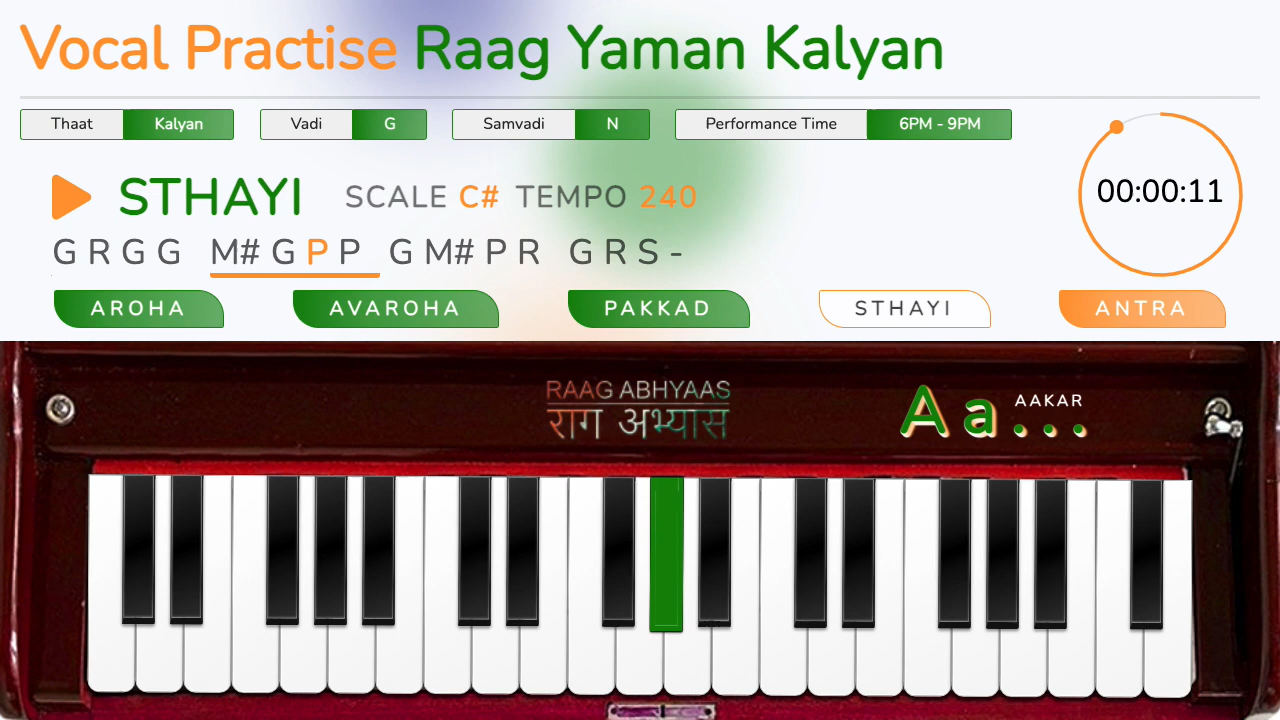 Vocal Practise Raag Yaman Kalyan
Thaat Kalyan Vadi G Samvadi N Performance Time 6PM - 9PM
STHAYI SCALE C# TEMPO 240
00:00:11
G R G G M# G P P G M# P R G R S -
AROHA AVAROHA PAKKAD STHAYI ANTRA
RAAG ABHYAAS
राग अभ्यास
A a . . . AAKAR